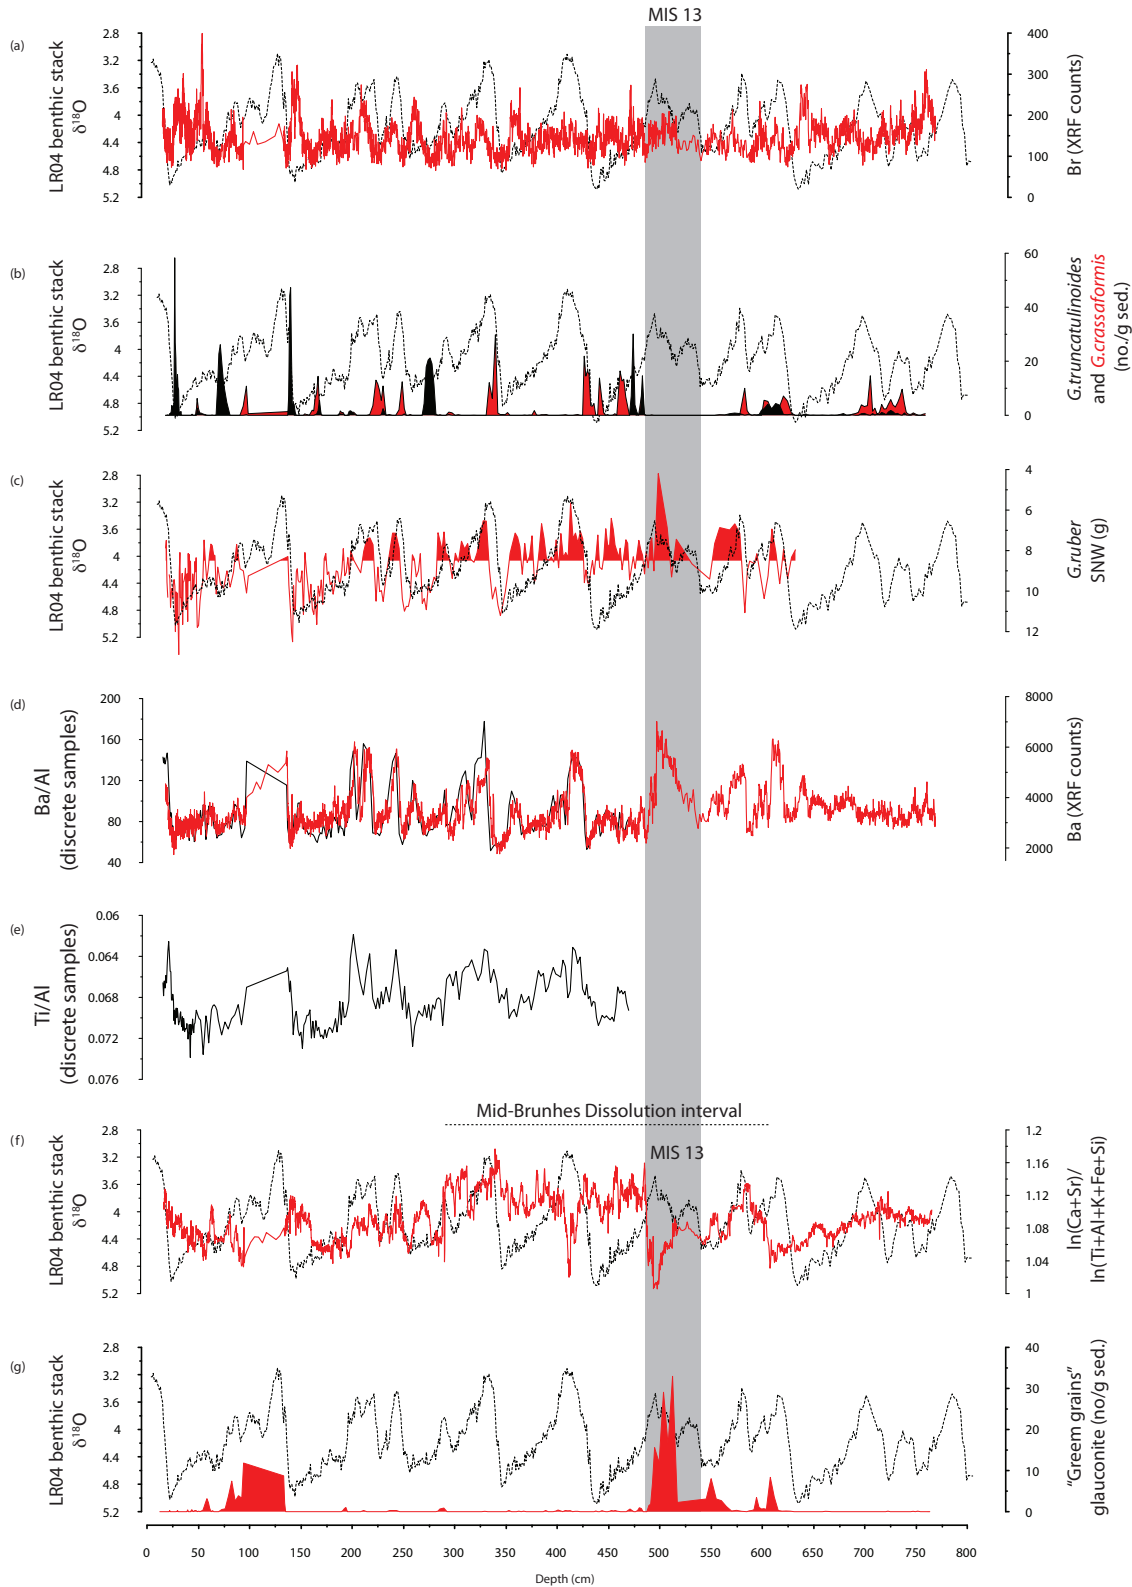 MIS 13
(a)
LR04 benthic stack
δ18O
2.8
3.2
3.6
4
4.4
4.8
5.2
400
300
200
100
0
Br (XRF counts)
(b)
LR04 benthic stack
δ18O
2.8
3.2
3.6
4
4.4
4.8
5.2
60
40
20
0
G.truncatulinoides
and G.crassaformis
(no./g sed.)
(c)
LR04 benthic stack
δ18O
2.8
3.2
3.6
4
4.4
4.8
5.2
4
6
8
10
12
G.ruber
SNW (g)
(d)
Ba/Al
(discrete samples)
200
160
120
80
40
8000
6000
4000
2000
Ba (XRF counts)
(e)
Ti/Al
(discrete samples)
0.06
0.064
0.068
0.072
0.076
Mid-Brunhes Dissolution interval
(f)
LR04 benthic stack
δ18O
2.8
3.2
3.6
4
4.4
4.8
5.2
MIS 13
1.2
1.16
1.12
1.08
1.04
1
ln(Ca+Sr)/
ln(Ti+Al+K+Fe+Si)
(g)
LR04 benthic stack
δ18O
2.8
3.2
3.6
4
4.4
4.8
5.2
40
30
20
10
0
"Greem grains"
glauconite (no/g sed.)
0 50 100 150 200 250 300 350 400 450 500 550 600 650 700 750 800
Depth (cm)